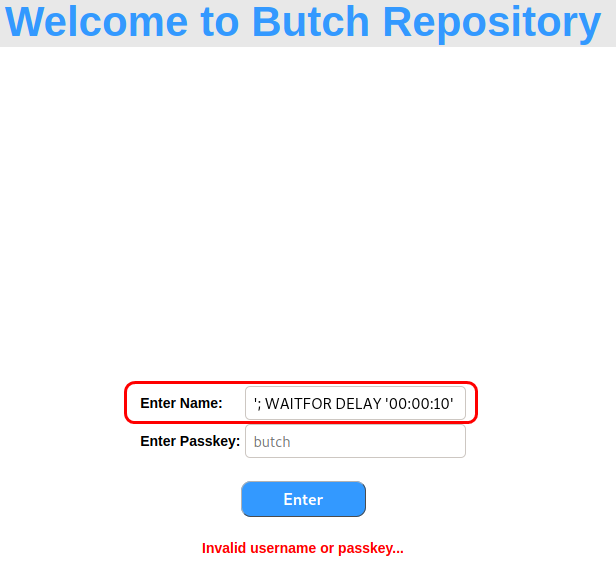 Welcome to Butch Repository
Enter Name: '; WAITFOR DELAY '00:00:10'
Enter Passkey: butch
Enter
Invalid username or passkey...